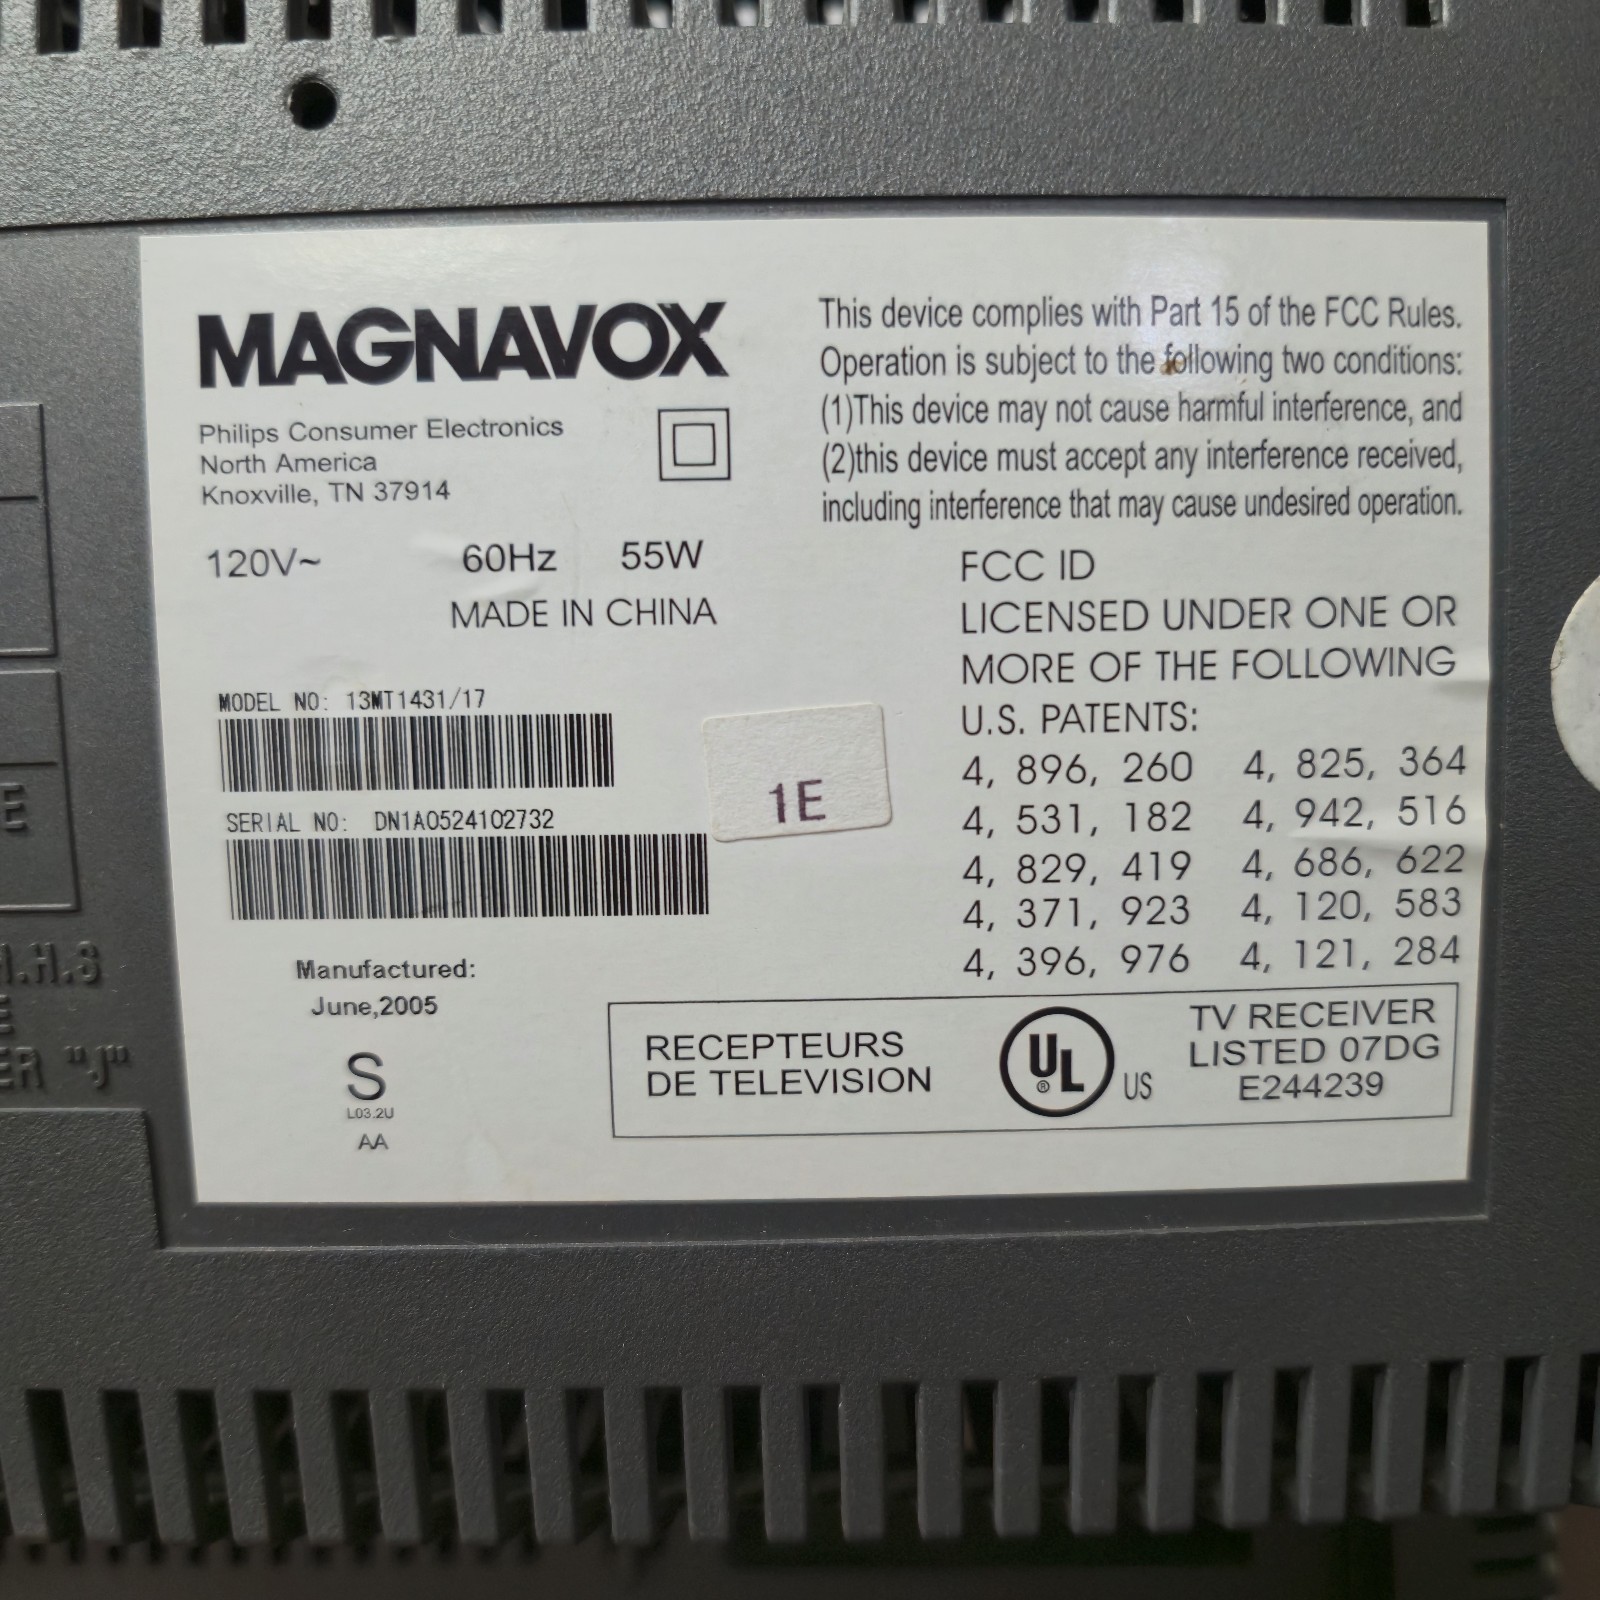 MAGNAVOX
Philips Consumer Electronics
North America
Knoxville, TN 37914
120V~ 60Hz 55W
MADE IN CHINA
MODEL NO: 13MT1431/17
SERIAL NO: DN1A0524102732
1E
Manufactured:
June,2005
S
L03.2U
AA
This device complies with Part 15 of the FCC Rules.
Operation is subject to the following two conditions:
(1)This device may not cause harmful interference, and
(2)this device must accept any interference received,
including interference that may cause undesired operation.
FCC ID
LICENSED UNDER ONE OR
MORE OF THE FOLLOWING
U.S. PATENTS:
4, 896, 260 4, 825, 364
4, 531, 182 4, 942, 516
4, 829, 419 4, 686, 622
4, 371, 923 4, 120, 583
4, 396, 976 4, 121, 284
RECEPTEURS
DE TELEVISION
UL ® US
TV RECEIVER
LISTED 07DG
E244239
E
.H.S
E
ER "J"